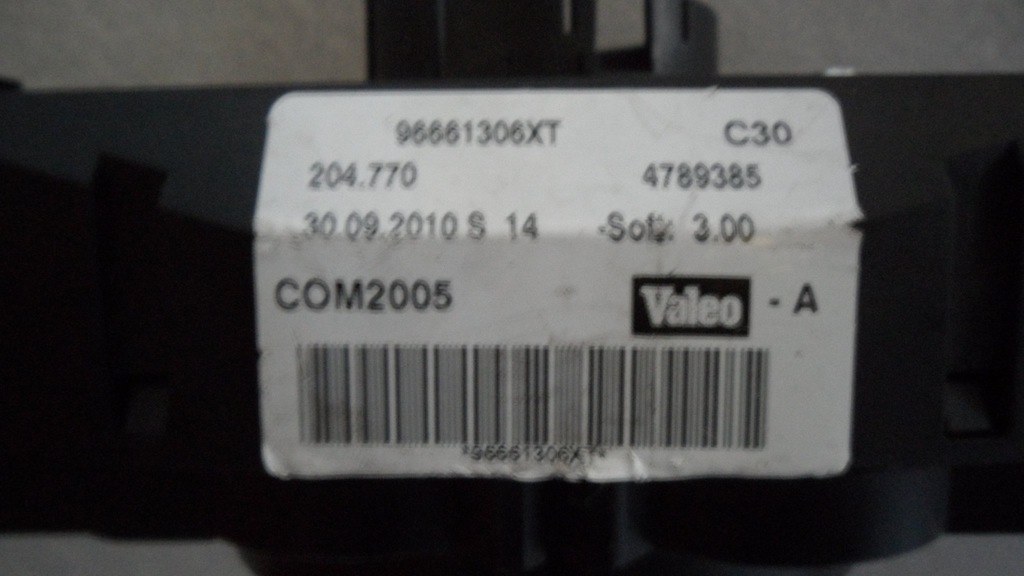 96661306XT C30
204.770 4789385
30.09.2010 S 14 -Soft: 3.00
COM2005 Valeo - A
*96661306XT*